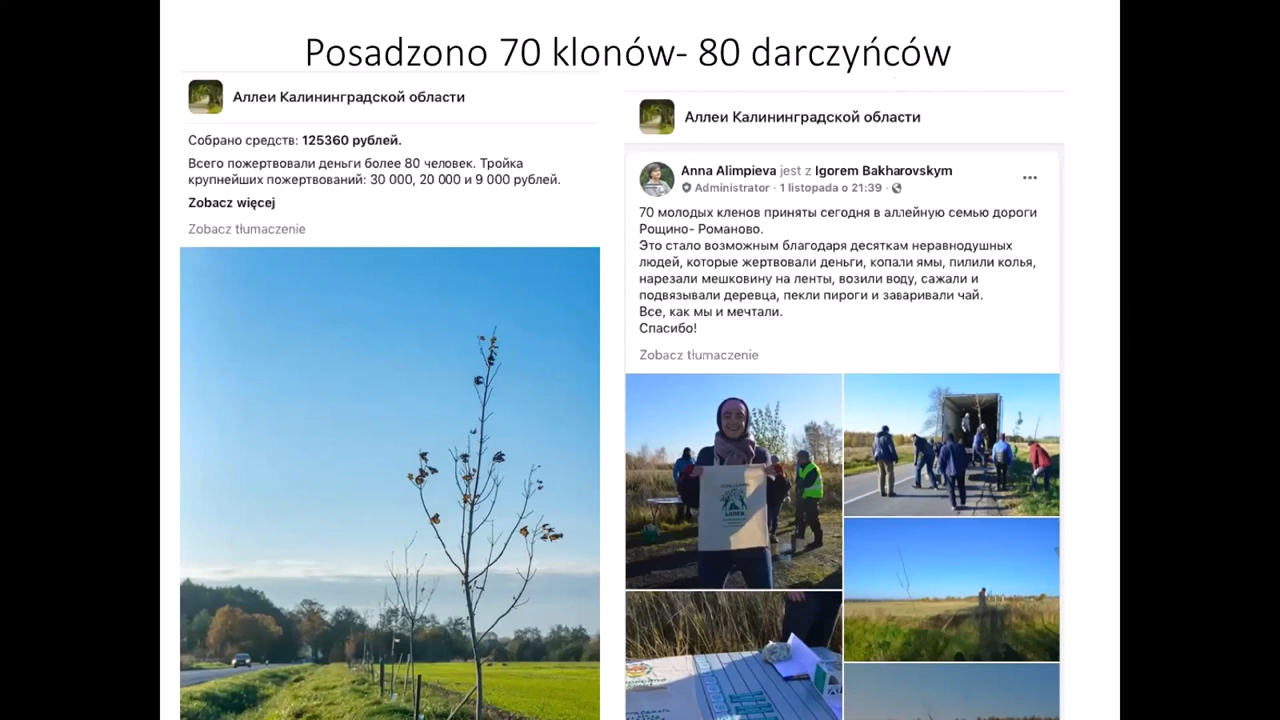 Posadzono 70 klonów- 80 darczyńców
Аллеи Калининградской области
Собрано средств: 125360 рублей.
Всего пожертвовали деньги более 80 человек. Тройка
крупнейших пожертвований: 30 000, 20 000 и 9 000 рублей.
Zobacz więcej
Zobacz tłumaczenie
Аллеи Калининградской области
Anna Alimpieva jest z Igorem Bakharovskym
Administrator · 1 listopada o 21:39 ·
70 молодых кленов приняты сегодня в аллейную семью дороги
Рощино- Романово.
Это стало возможным благодаря десяткам неравнодушных
людей, которые жертвовали деньги, копали ямы, пилили колья,
нарезали мешковину на ленты, возили воду, сажали и
подвязывали деревца, пекли пироги и заваривали чай.
Все, как мы и мечтали.
Спасибо!
Zobacz tłumaczenie